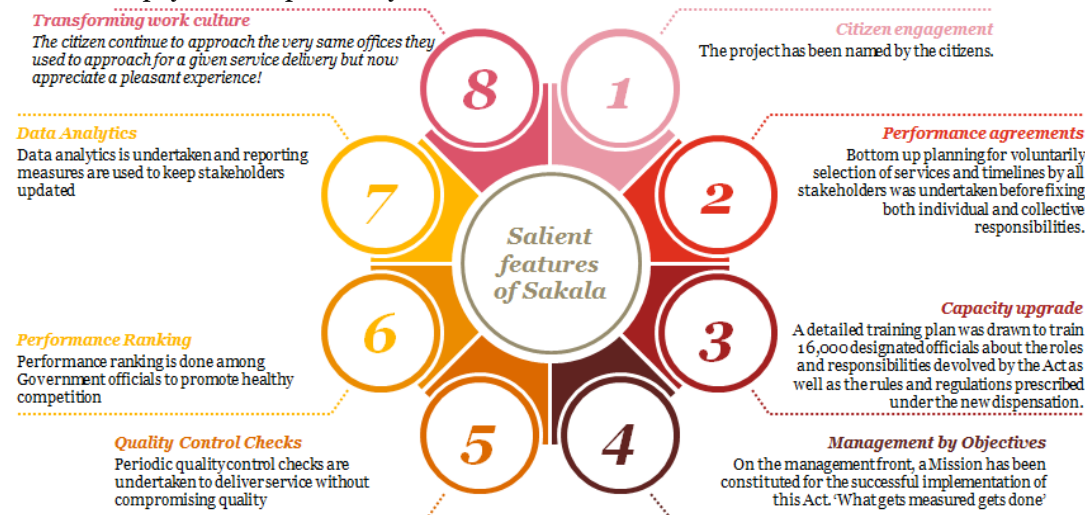 Transforming work culture
The citizen continue to approach the very same offices they
used to approach for a given service delivery but now
appreciate a pleasant experience!
8
1
Citizen engagement
The project has been named by the citizens.
Data Analytics
Data analytics is undertaken and reporting
measures are used to keep stakeholders
updated
7
2
Performance agreements
Bottom up planning for voluntarily
selection of services and timelines by all
stakeholders was undertaken before fixing
both individual and collective
responsibilities.
Salient
features
of Sakala
Performance Ranking
Performance ranking is done among
Government officials to promote healthy
competition
6
3
Capacity upgrade
A detailed training plan was drawn to train
16,000 designated officials about the roles
and responsibilities devolved by the Act as
well as the rules and regulations prescribed
under the new dispensation.
Quality Control Checks
Periodic quality control checks are
undertaken to deliver service without
compromising quality
5
4
Management by Objectives
On the management front, a Mission has been
constituted for the successful implementation of
this Act. 'What gets measured gets done'